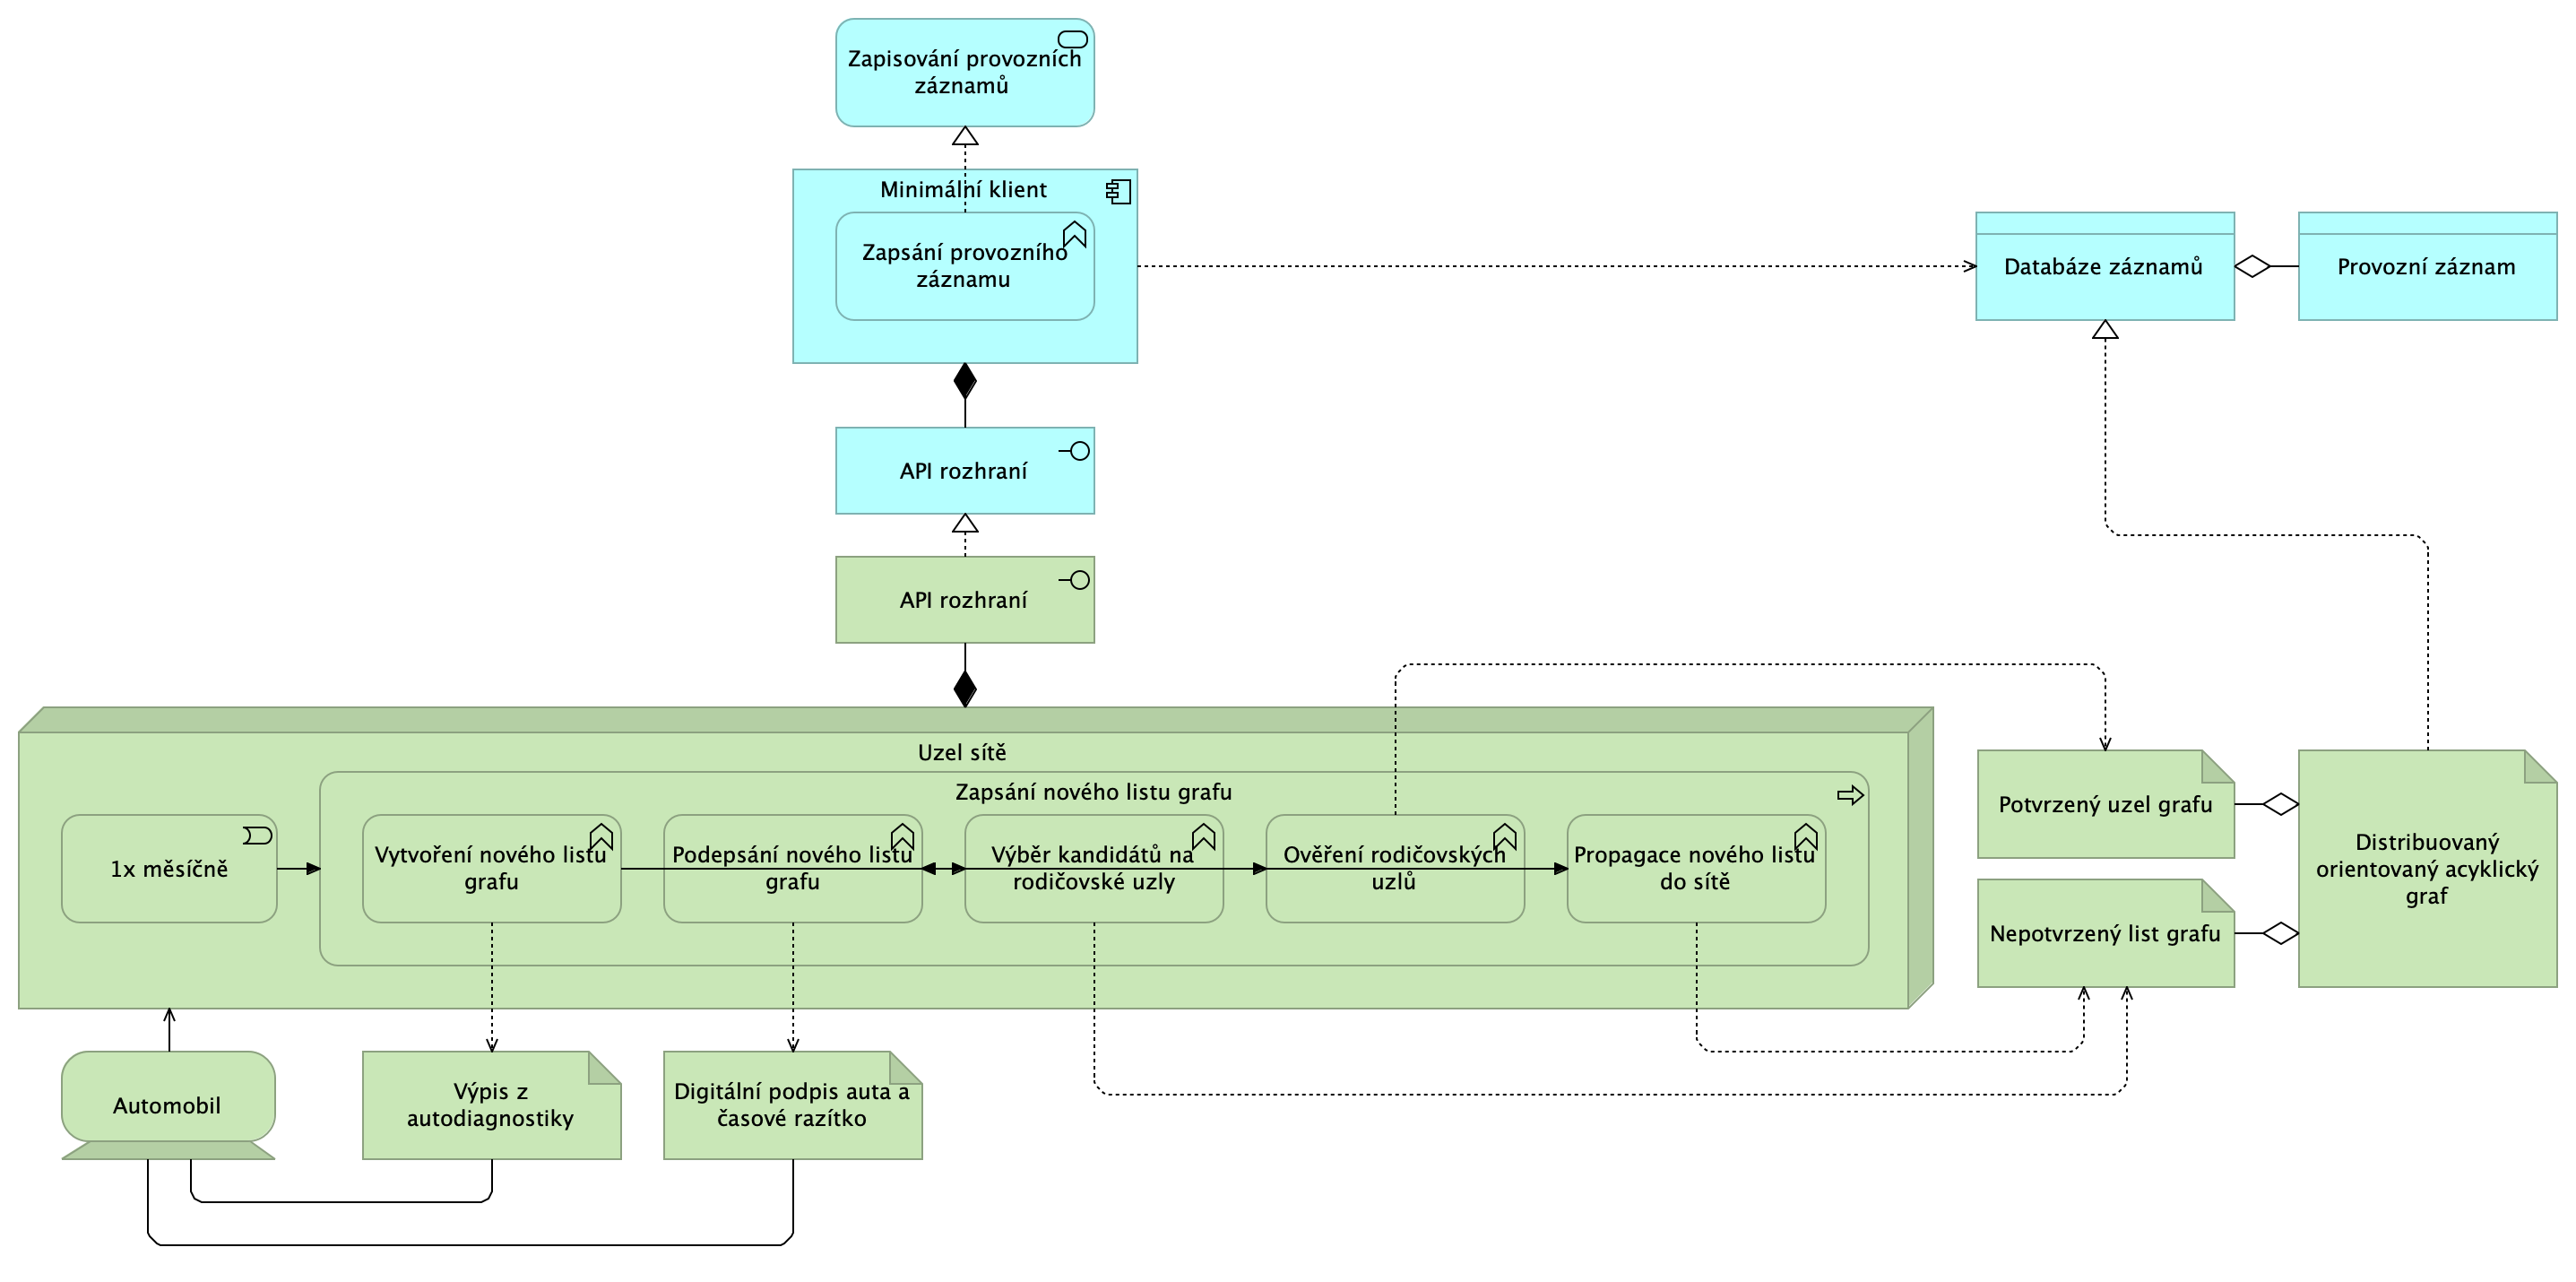 Zapisování provozních
záznamů
Minimální klient
Zapsání provozního
záznamu
Databáze záznamů
Provozní záznam
API rozhraní
API rozhraní
Uzel sítě
Zapsání nového listu grafu
1x měsíčně
Vytvoření nového listu
grafu
Podepsání nového listu
grafu
Výběr kandidátů na
rodičovské uzly
Ověření rodičovských
uzlů
Propagace nového listu
do sítě
Potvrzený uzel grafu
Nepotvrzený list grafu
Distribuovaný
orientovaný acyklický
graf
Automobil
Výpis z
autodiagnostiky
Digitální podpis auta a
časové razítko